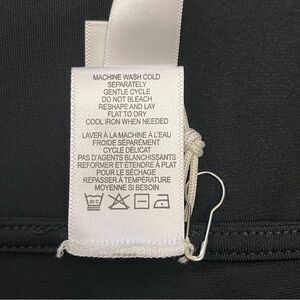 MACHINE WASH COLD
SEPARATELY
GENTLE CYCLE
DO NOT BLEACH
RESHAPE AND LAY
FLAT TO DRY
COOL IRON WHEN NEEDED
LAVER À LA MACHINE À L'EAU
FROIDE SÉPARÉMENT
CYCLE DÉLICAT
PAS D'AGENTS BLANCHISSANTS
REFORMER ET ÉTENDRE À PLAT
POUR LE SÉCHAGE
REPASSER À TEMPÉRATURE
MOYENNE SI BESOIN